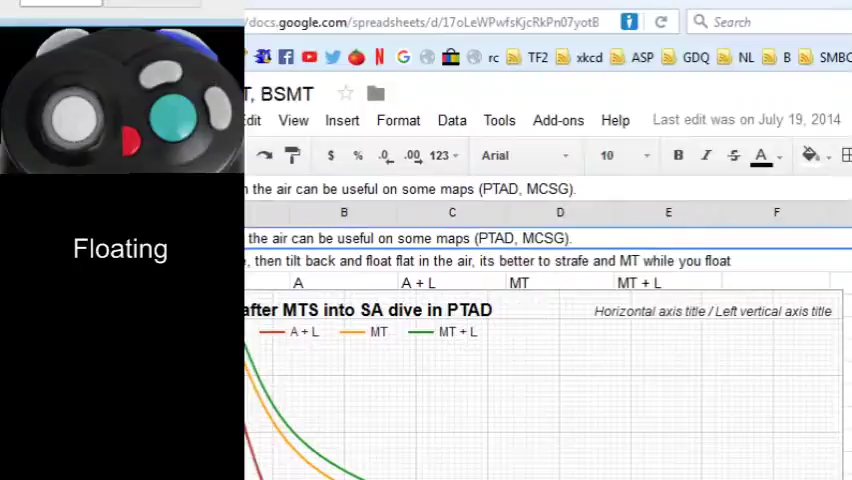 docs.google.com/spreadsheets/d/17oLeWPwfsKjcRkPn07yotB
Search
rc TF2 xkcd ASP GDQ NL B SMBC
T, BSMT
View Insert Format Data Tools Add-ons Help Last edit was on July 19, 2014
$ % .0 .00 123 Arial 10 B I S A
the air can be useful on some maps (PTAD, MCSG).
B C D E F
the air can be useful on some maps (PTAD, MCSG).
Floating
then tilt back and float flat in the air, its better to strafe and MT while you float
A A + L MT MT + L
after MTS into SA dive in PTAD
Horizontal axis title / Left vertical axis title
A + L MT MT + L